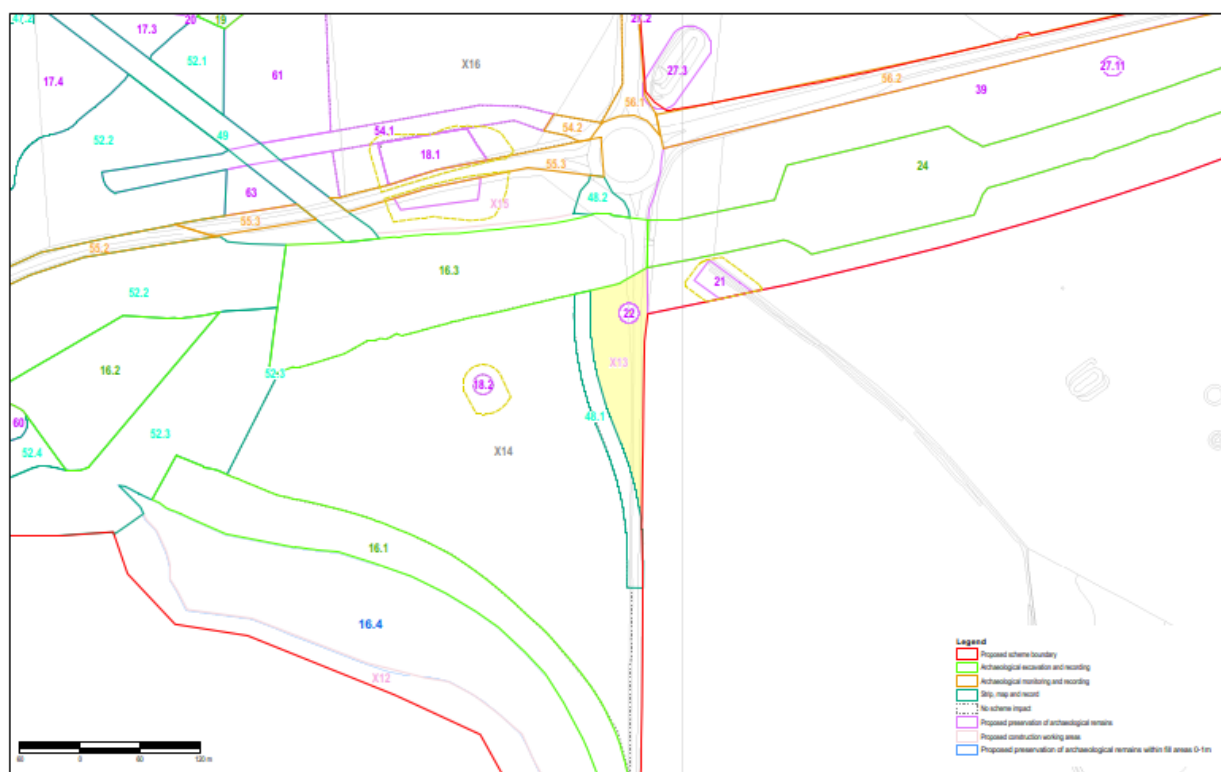 47.2
20
19
27.2
17.3
52.1
61
X16
27.3
27.11
17.4
56.2
39
56.1
54.1
54.2
49
52.2
18.1
55.3
24
63
48.2
X15
55.3
55.2
16.3
21
52.2
22
X13
16.2
52.3
18.2
48.1
60
52.3
52.4
X14
16.1
16.4
X12
Legend
Proposed scheme boundary
Archaeological excavation and recording
Archaeological monitoring and recording
Strip, map and record
No scheme impact
Proposed preservation of archaeological remains
Proposed construction working areas
Proposed preservation of archaeological remains within fill areas 0-1m
60 0 60 120 m